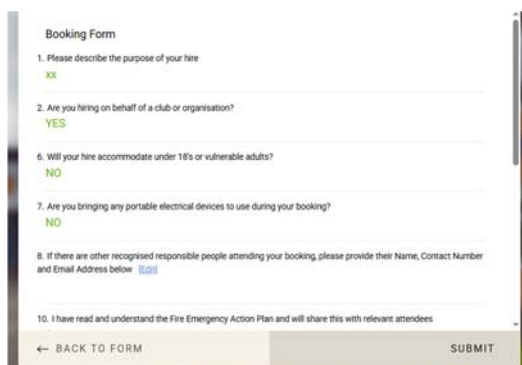 Booking Form
1. Please describe the purpose of your hire
xx
2. Are you hiring on behalf of a club or organisation?
YES
6. Will your hire accommodate under 18's or vulnerable adults?
NO
7. Are you bringing any portable electrical devices to use during your booking?
NO
8. If there are other recognised responsible people attending your booking, please provide their Name, Contact Number
and Email Address below [Edit]
10. I have read and understand the Fire Emergency Action Plan and will share this with relevant attendees
← BACK TO FORM
SUBMIT